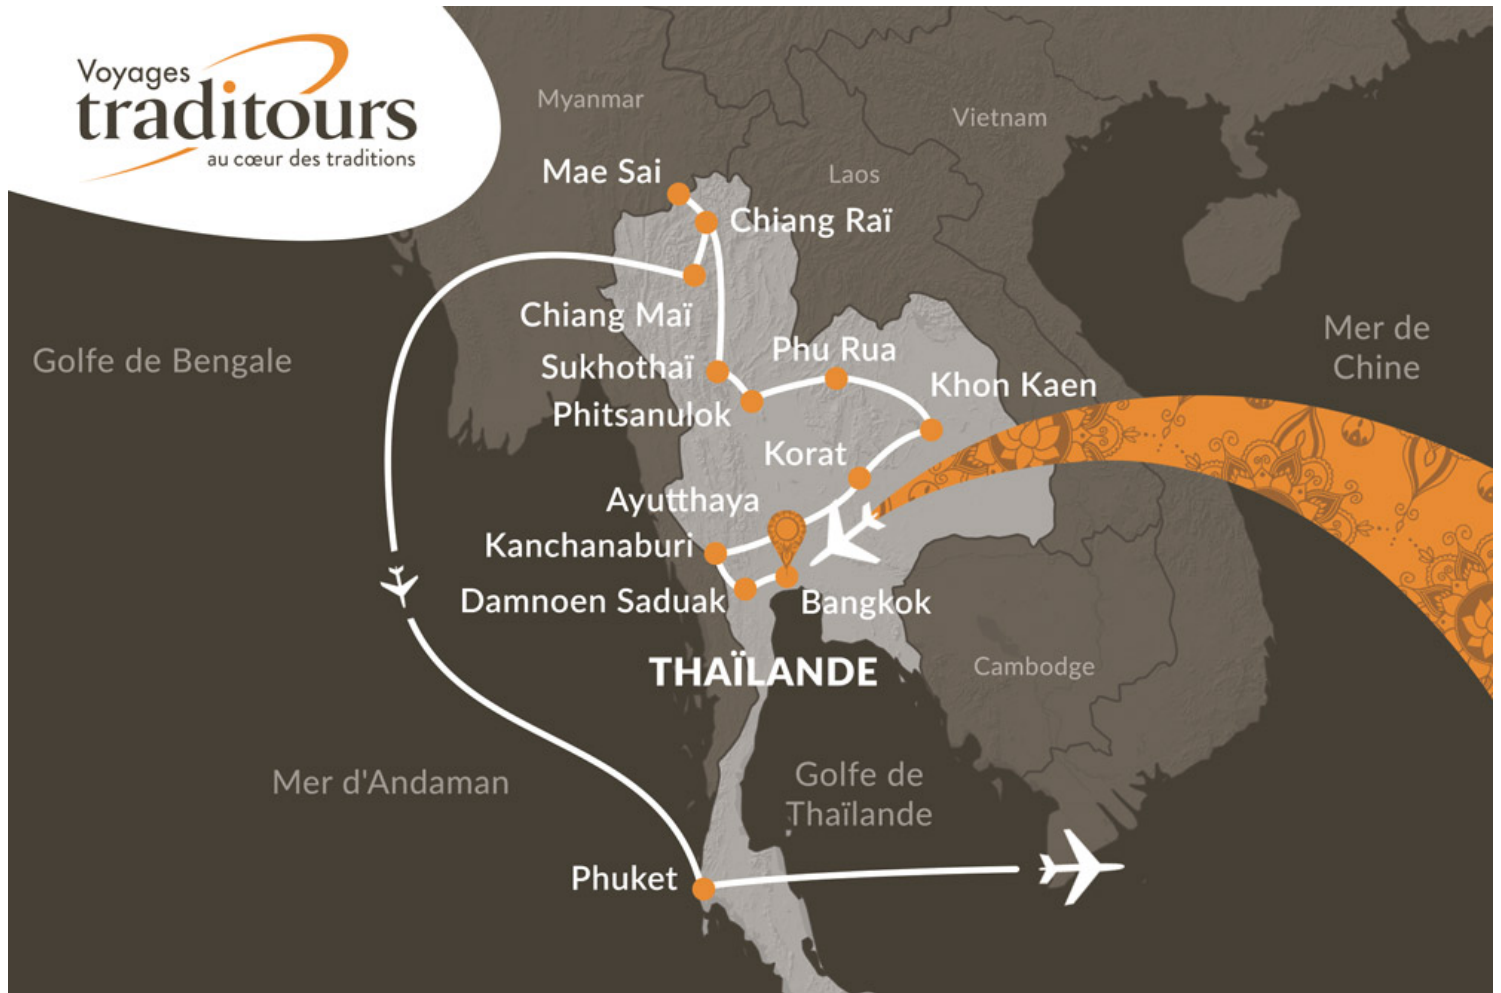 Voyages
traditours
au cœur des traditions
Myanmar
Vietnam
Laos
Mae Sai
Chiang Raï
Chiang Maï
Golfe de Bengale
Mer de
Chine
Sukhothaï
Phu Rua
Khon Kaen
Phitsanulok
Korat
Ayutthaya
Kanchanaburi
Damnoen Saduak
Bangkok
THAÏLANDE
Cambodge
Mer d'Andaman
Golfe de
Thaïlande
Phuket